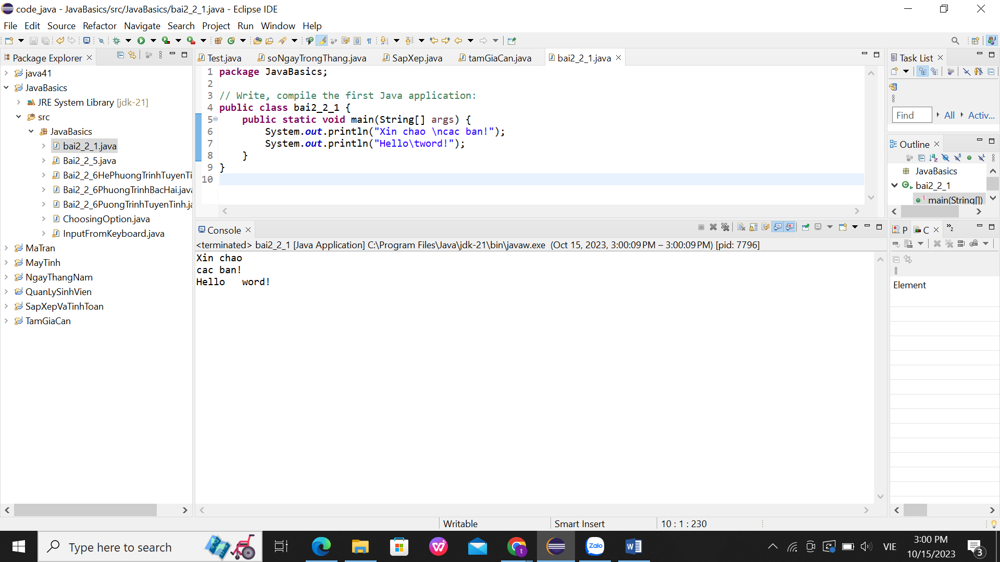 code_java - JavaBasics/src/JavaBasics/bai2_2_1.java - Eclipse IDE
File Edit Source Refactor Navigate Search Project Run Window Help
Package Explorer
java41
JavaBasics
JRE System Library [jdk-21]
src
JavaBasics
bai2_2_1.java
Bai2_2_5.java
Bai2_2_6HePhuongTrinhTuyenTi
Bai2_2_6PhuongTrinhBacHai.java
Bai2_2_6PuongTrinhTuyenTinh.ja
ChoosingOption.java
InputFromKeyboard.java
MaTran
MayTinh
NgayThangNam
QuanLySinhVien
SapXepVaTinhToan
TamGiaCan
Test.java soNgayTrongThang.java SapXep.java tamGiaCan.java bai2_2_1.java
1 package JavaBasics;
2
3 // Write, compile the first Java application:
4 public class bai2_2_1 {
5 public static void main(String[] args) {
6 System.out.println("Xin chao \ncac ban!");
7 System.out.println("Hello\tword!");
8 }
9 }
10
Console
<terminated> bai2_2_1 [Java Application] C:\Program Files\Java\jdk-21\bin\javaw.exe (Oct 15, 2023, 3:00:09 PM – 3:00:09 PM) [pid: 7796]
Xin chao
cac ban!
Hello word!
Task List
Find All Activ...
Outline
JavaBasics
bai2_2_1
main(String[])
P C 2
Element
Writable Smart Insert 10 : 1 : 230
Type here to search
Zalo
VIE
3:00 PM
10/15/2023
3